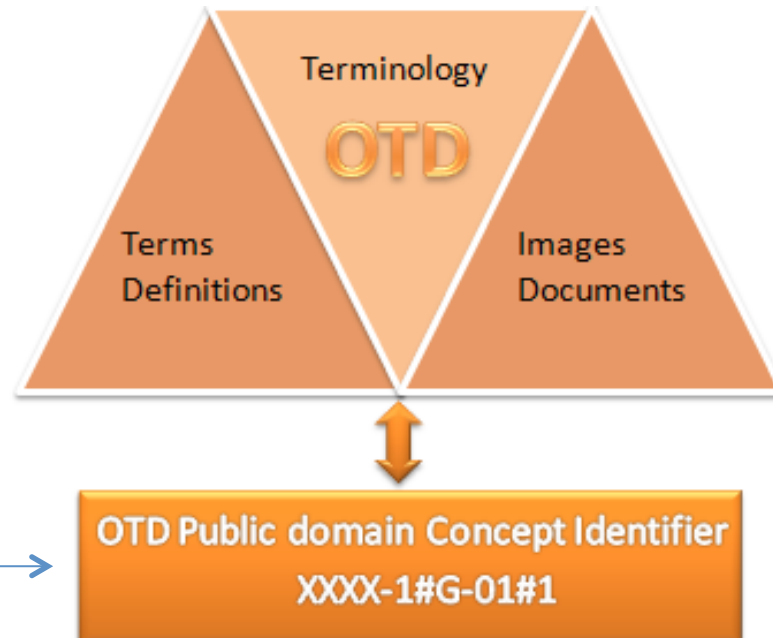 Terminology
OTD
Terms
Definitions
Images
Documents
OTD Public domain Concept Identifier
XXXX-1#G-01#1